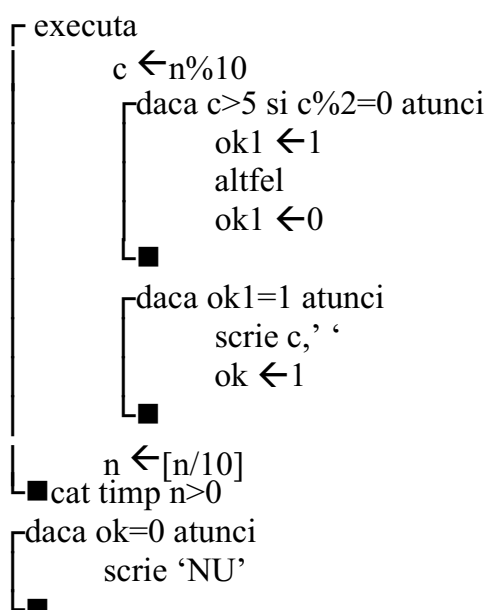 ┌ executa
c ←n%10
┌daca c>5 si c%2=0 atunci
ok1 ←1
altfel
ok1 ←0
└■
┌daca ok1=1 atunci
scrie c,’ ‘
ok ←1
└■
n ←[n/10]
└■cat timp n>0
┌daca ok=0 atunci
scrie ‘NU’
└■